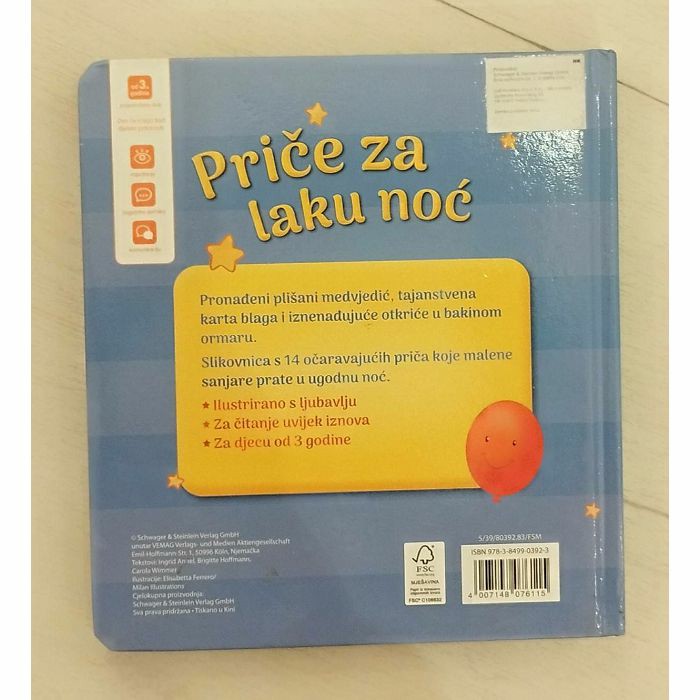 od 3. godine
Priče za
laku noć
Pronađeni plišani medvjedić, tajanstvena
karta blaga i iznenađujuće otkriće u bakinom
ormaru.
Slikovnica s 14 očaravajućih priča koje malene
sanjare prate u ugodnu noć.
★ Ilustrirano s ljubavlju
★ Za čitanje uvijek iznova
★ Za djecu od 3 godine
© Schwager & Steinlein Verlag GmbH
unutar VEMAG Verlags- und Medien Aktiengesellschaft
Emil-Hoffmann-Str. 1, 50996 Köln, Njemačka
Tekstovi: Ingrid Brigitte Hoffmann,
Carola Wimmer
Ilustracije: Elisabetta Ferrero/
Milan Illustrations
Cjelokupna proizvodnja:
Schwager & Steinlein Verlag GmbH
Sva prava pridržana • Tiskano u Kini
FSC
MJEŠAVINA
FSC® C106832
5/39/80392.83/FSM
ISBN 978-3-8499-0392-3
4 007148 076115